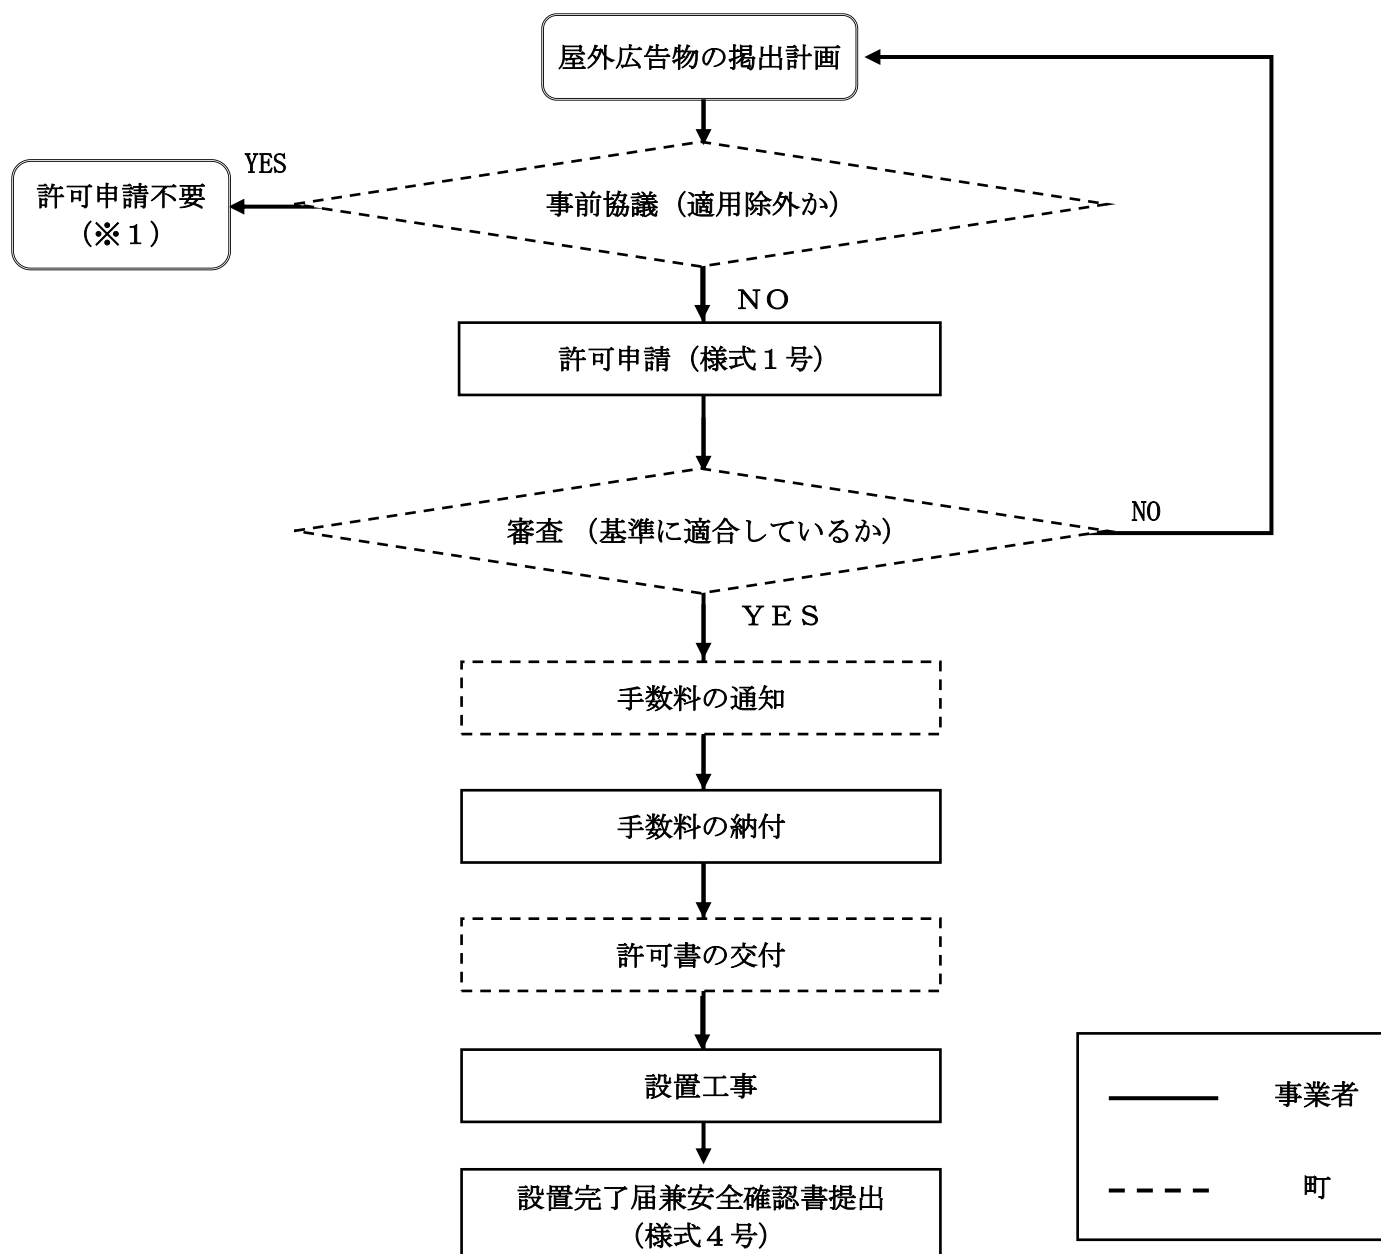 屋外広告物の掲出計画
YES
許可申請不要
（※１）
事前協議（適用除外か）
ＮＯ
許可申請（様式１号）
審査 （基準に適合しているか）
NO
ＹＥＳ
手数料の通知
手数料の納付
許可書の交付
設置工事
事業者
町
設置完了届兼安全確認書提出
（様式４号）